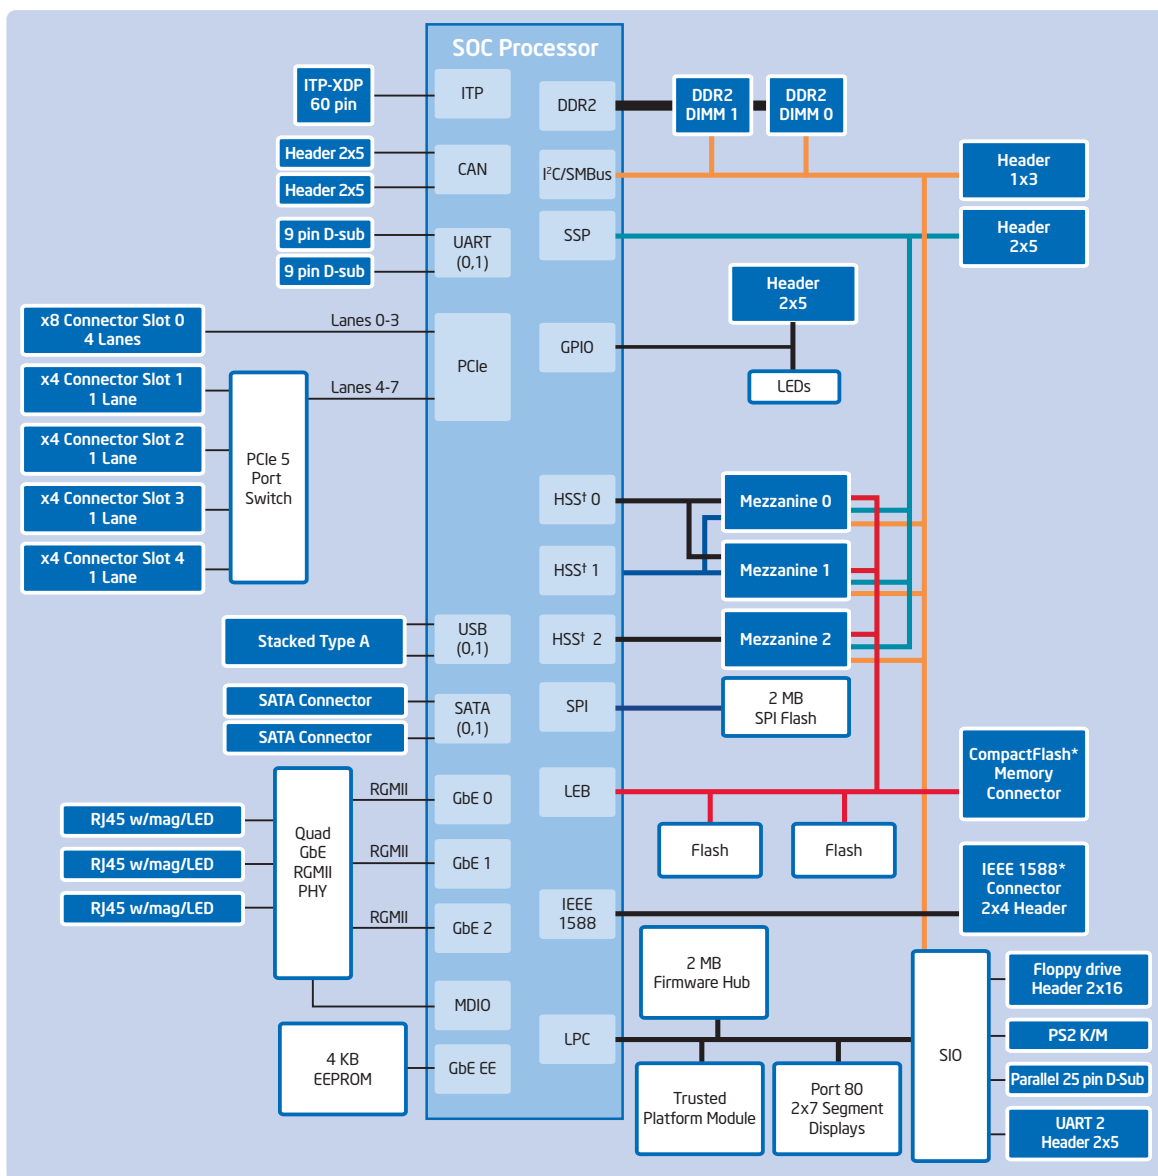 SOC Processor
ITP-XDP
60 pin
ITP
Header 2x5
Header 2x5
CAN
9 pin D-sub
9 pin D-sub
UART
(0,1)
x8 Connector Slot 0
4 Lanes
Lanes 0-3
PCIe
x4 Connector Slot 1
1 Lane
Lanes 4-7
x4 Connector Slot 2
1 Lane
x4 Connector Slot 3
1 Lane
x4 Connector Slot 4
1 Lane
PCIe 5
Port
Switch
Stacked Type A
USB
(0,1)
SATA Connector
SATA Connector
SATA
(0,1)
RGMII
GbE 0
RJ45 w/mag/LED
RJ45 w/mag/LED
RJ45 w/mag/LED
Quad
GbE
RGMII
PHY
RGMII
GbE 1
RGMII
GbE 2
MDIO
4 KB
EEPROM
GbE EE
DDR2
DDR2
DIMM 1
DDR2
DIMM 0
I²C/SMBus
Header
1x3
SSP
Header
2x5
Header
2x5
GPIO
LEDs
HSS† 0
Mezzanine 0
HSS† 1
Mezzanine 1
HSS† 2
Mezzanine 2
SPI
2 MB
SPI Flash
LEB
CompactFlash*
Memory
Connector
Flash
Flash
IEEE
1588
IEEE 1588*
Connector
2x4 Header
2 MB
Firmware Hub
LPC
Trusted
Platform Module
Port 80
2x7 Segment
Displays
SIO
Floppy drive
Header 2x16
PS2 K/M
Parallel 25 pin D-Sub
UART 2
Header 2x5